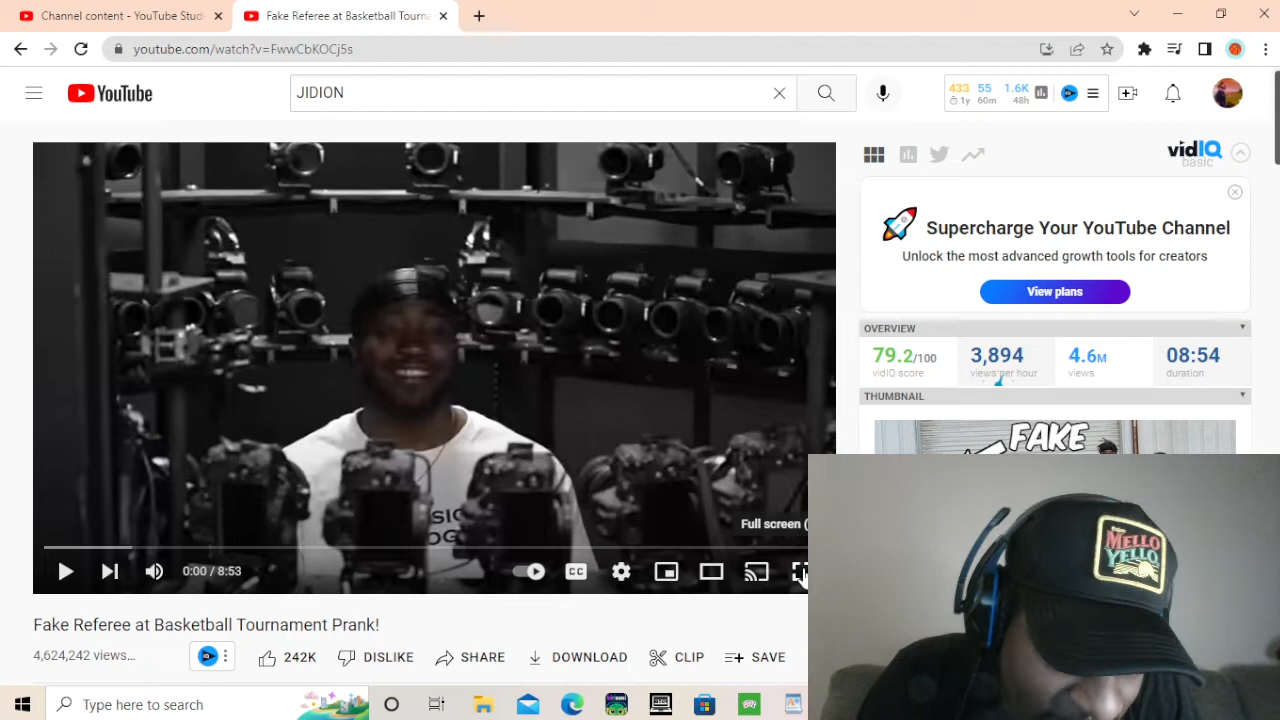 Channel content - YouTube Stud
Fake Referee at Basketball Tourna
youtube.com/watch?v=FwwCbKOCj5s
YouTube
JIDION
433 55 1.6K
1y 60m 48h
vidIQ
basic
Supercharge Your YouTube Channel
Unlock the most advanced growth tools for creators
View plans
OVERVIEW
79.2/100 3,894 4.6M 08:54
vidIQ score views per hour views duration
THUMBNAIL
FAKE
Full screen (
0:00 / 8:53
CC
Fake Referee at Basketball Tournament Prank!
4,624,242 views...
242K DISLIKE SHARE DOWNLOAD CLIP SAVE
MELLO
YELLO
Type here to search